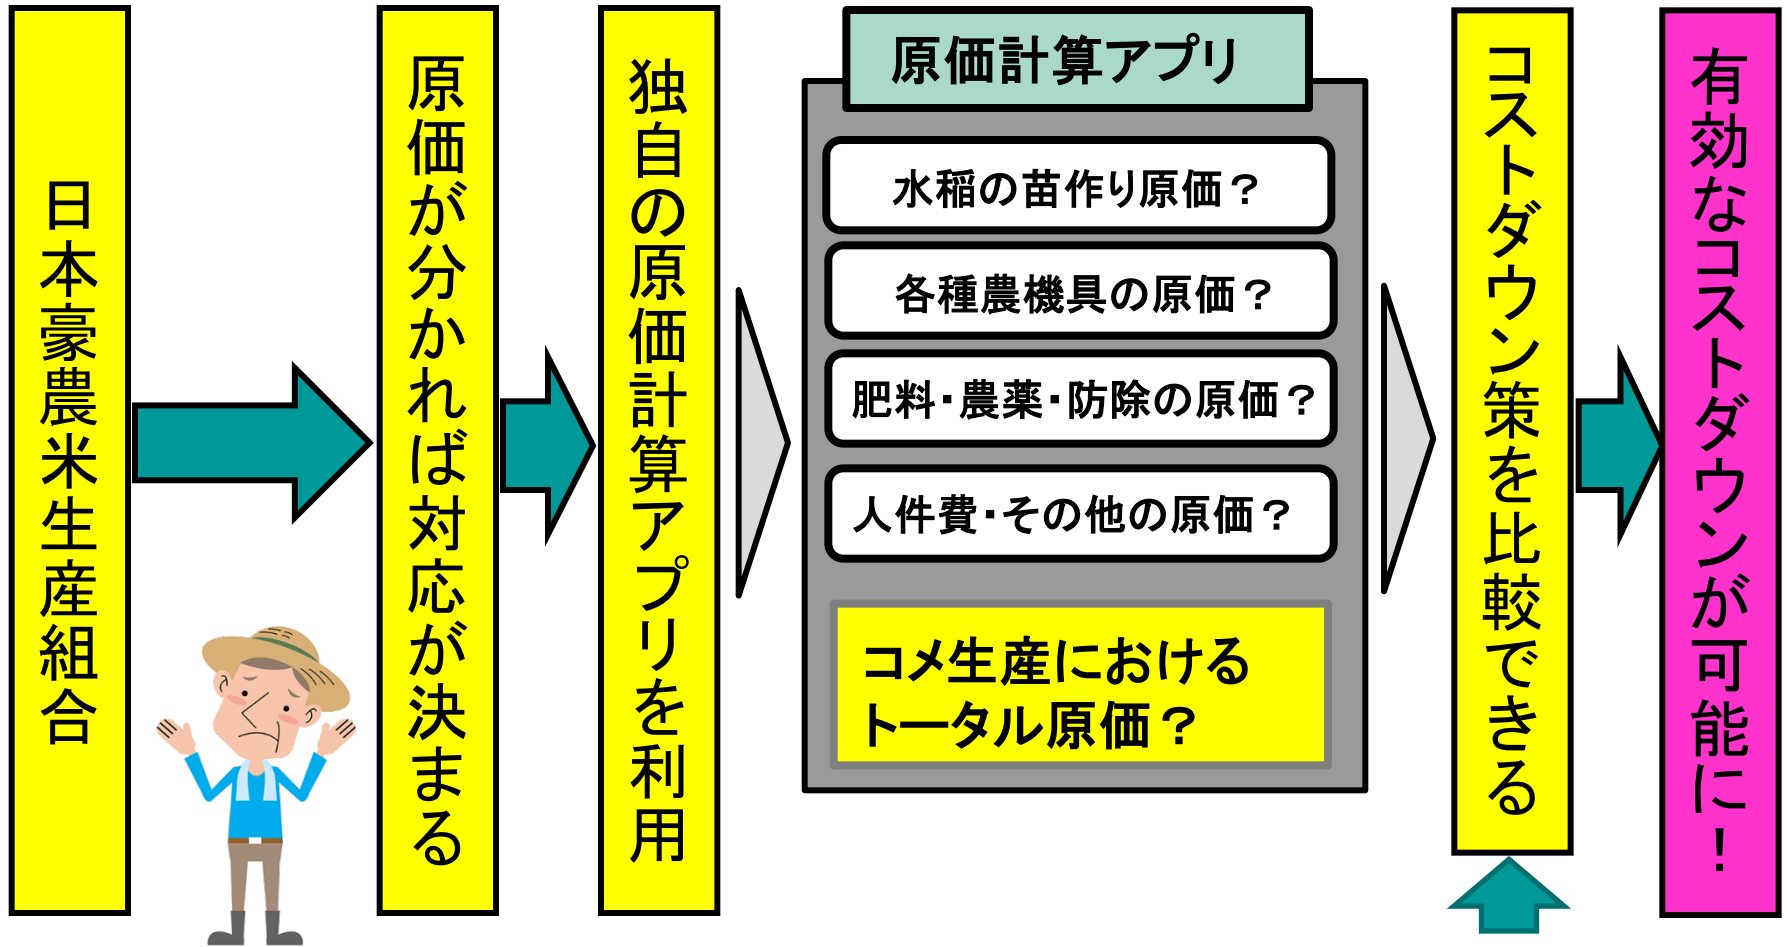 日本豪農米生産組合
原価が分かれば対応が決まる
独自の原価計算アプリを利用
原価計算アプリ
水稲の苗作り原価？
各種農機具の原価？
肥料・農薬・防除の原価？
人件費・その他の原価？
コメ生産における
トータル原価？
コストダウン策を比較できる
有効なコストダウンが可能に！